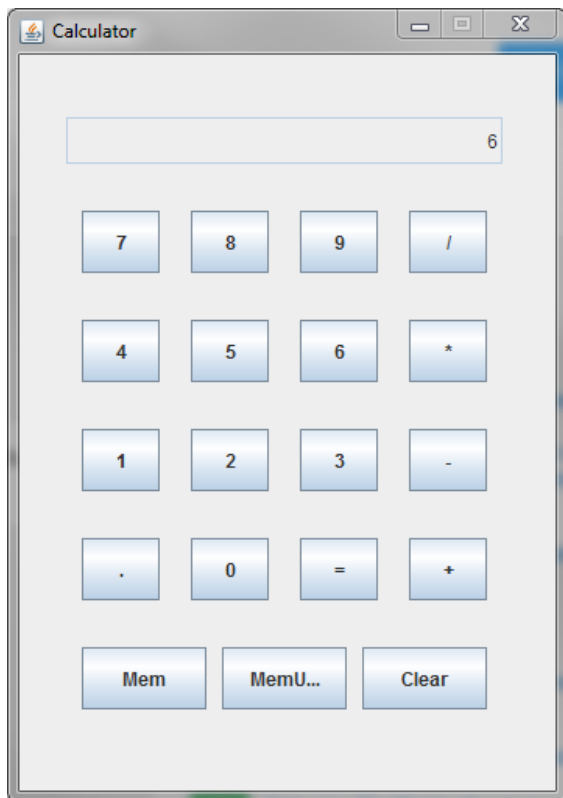 Calculator
6
7 8 9 /
4 5 6 *
1 2 3 -
. 0 = +
Mem MemU... Clear